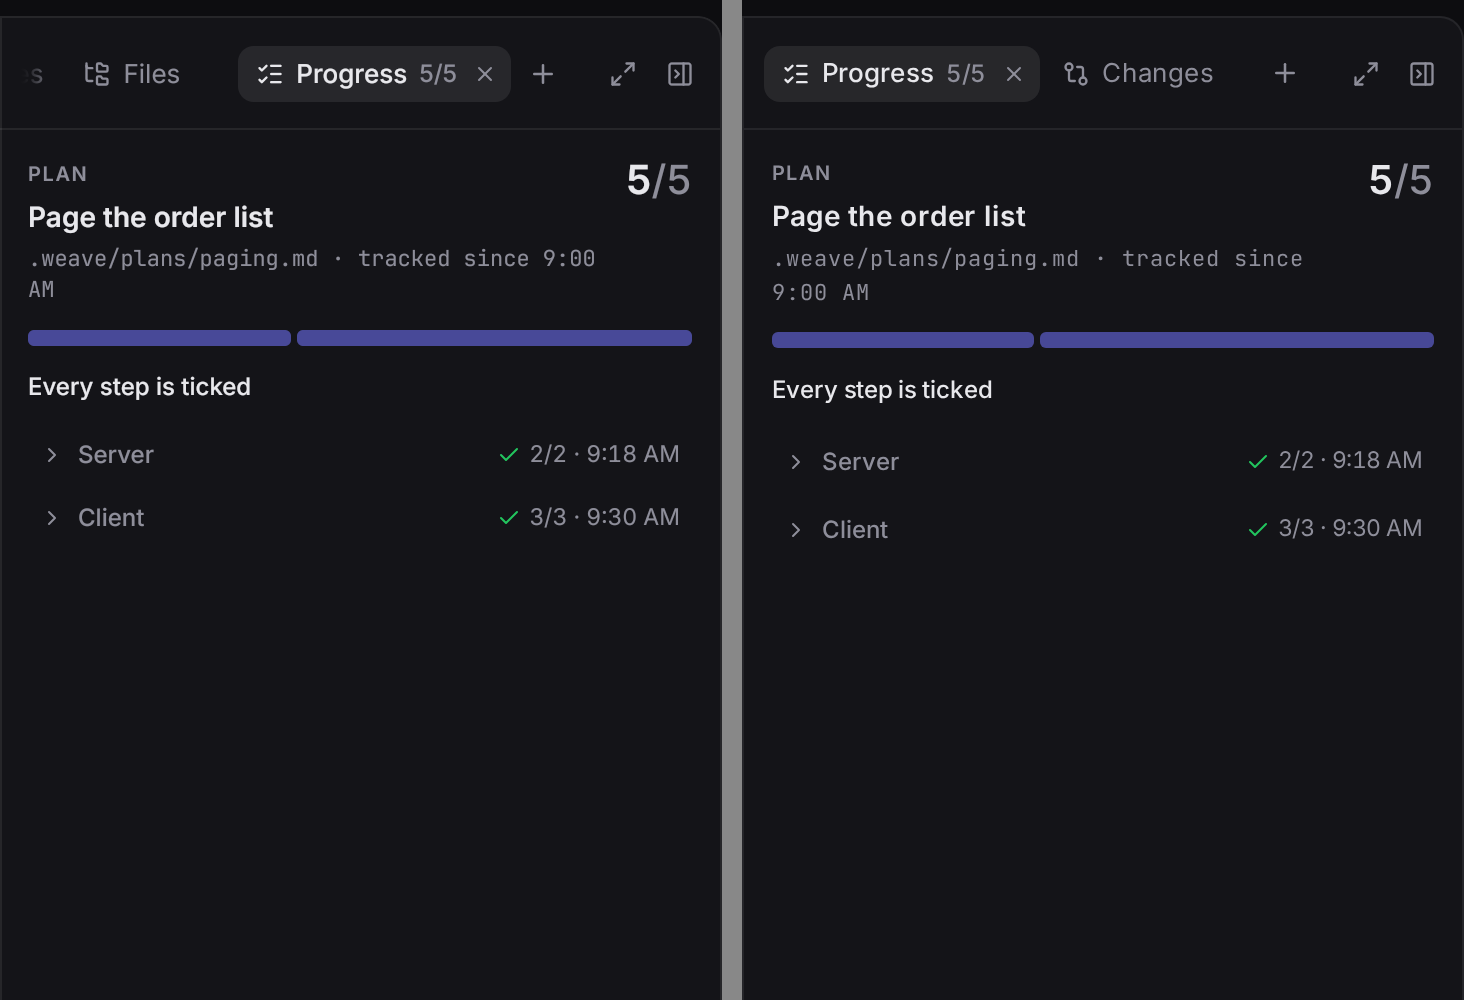 Files
Progress 5/5
PLAN
5/5
Page the order list
.weave/plans/paging.md · tracked since 9:00
AM
Every step is ticked
Server
2/2 · 9:18 AM
Client
3/3 · 9:30 AM
Progress 5/5
Changes
PLAN
5/5
Page the order list
.weave/plans/paging.md · tracked since
9:00 AM
Every step is ticked
Server
2/2 · 9:18 AM
Client
3/3 · 9:30 AM